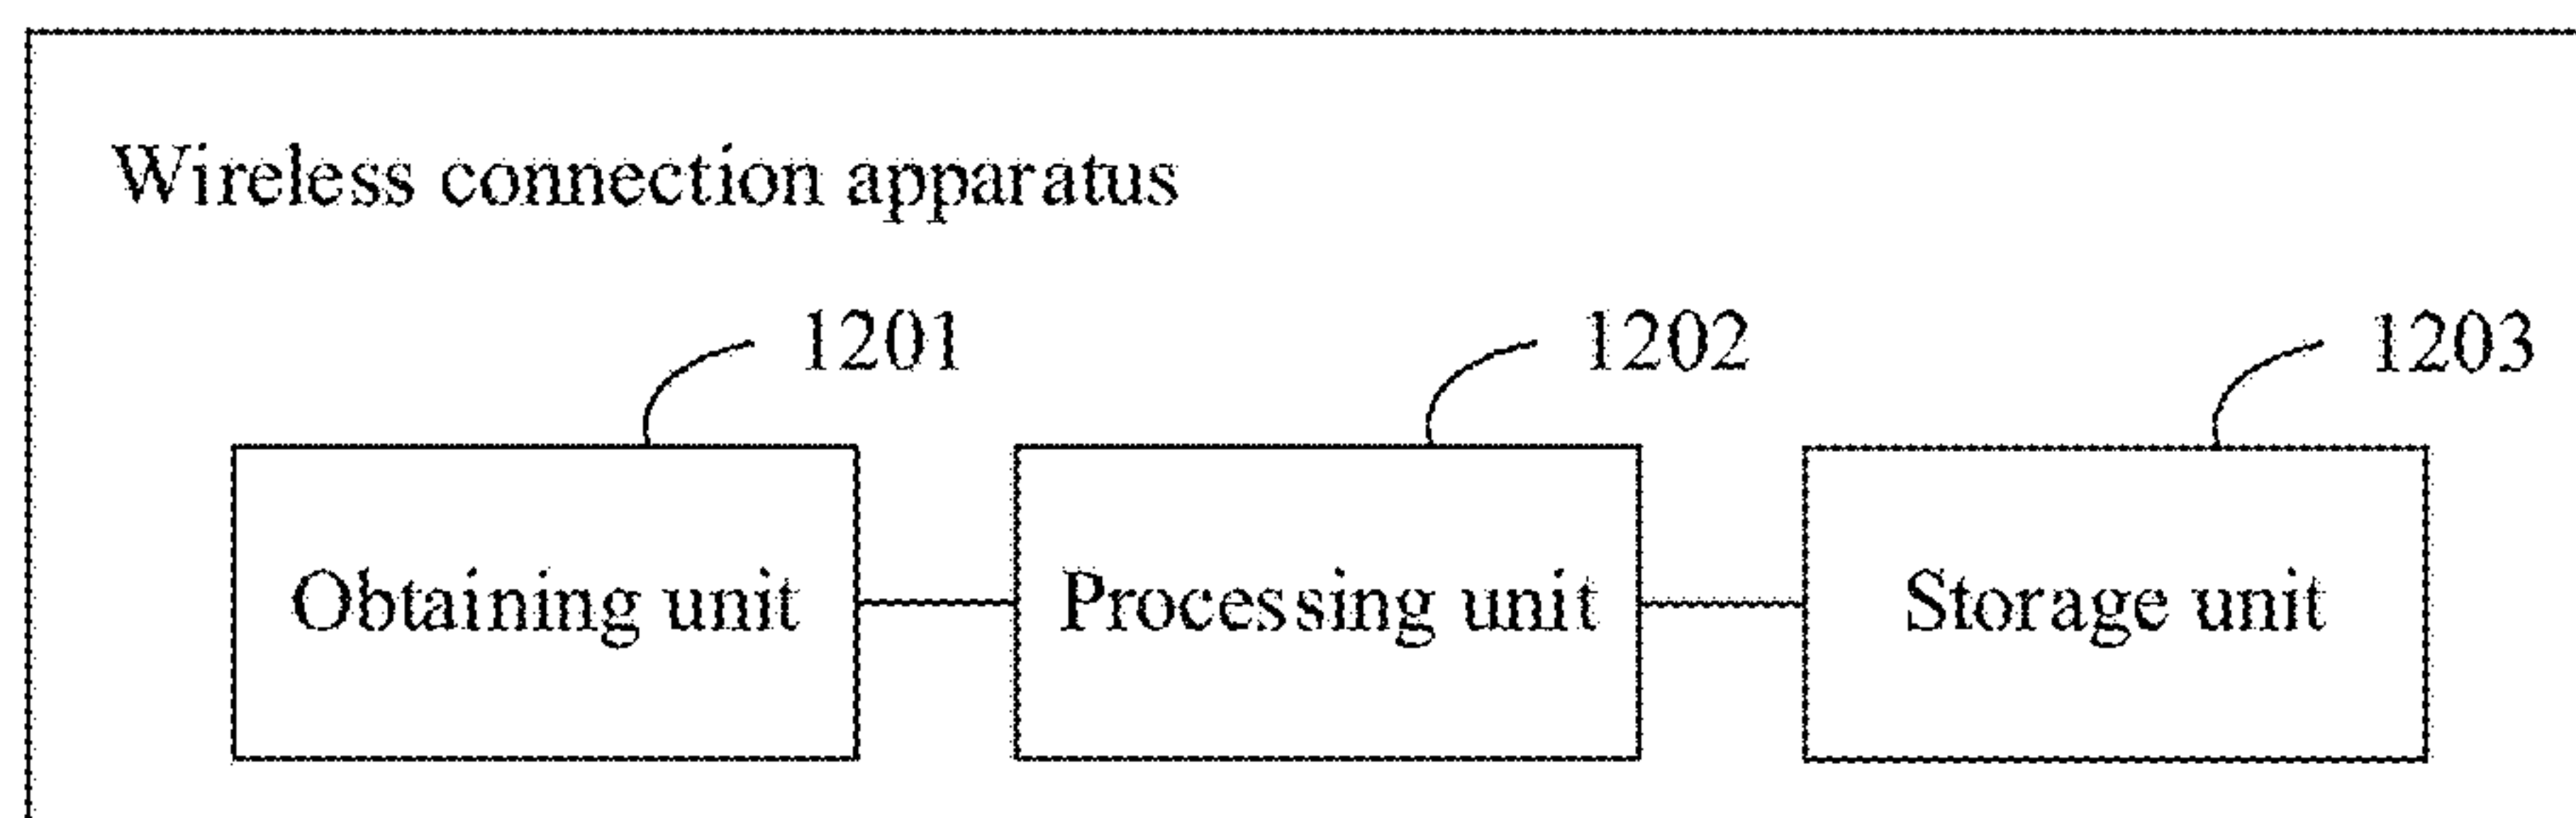 Wireless connection apparatus
1201 1202 1203
Obtaining unit Processing unit Storage unit